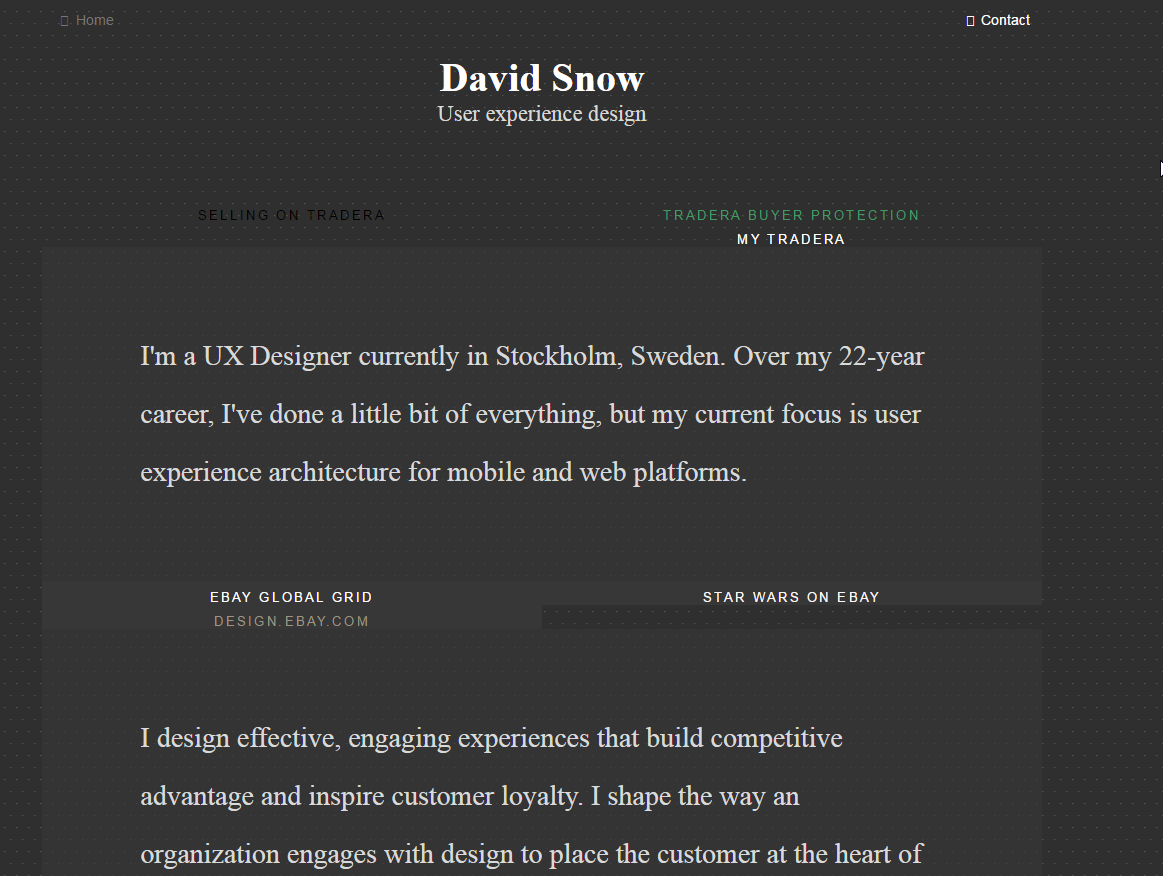 Home
Contact
David Snow
User experience design
SELLING ON TRADERA
TRADERA BUYER PROTECTION
MY TRADERA
I'm a UX Designer currently in Stockholm, Sweden. Over my 22-year
career, I've done a little bit of everything, but my current focus is user
experience architecture for mobile and web platforms.
EBAY GLOBAL GRID
STAR WARS ON EBAY
DESIGN.EBAY.COM
I design effective, engaging experiences that build competitive
advantage and inspire customer loyalty. I shape the way an
organization engages with design to place the customer at the heart of